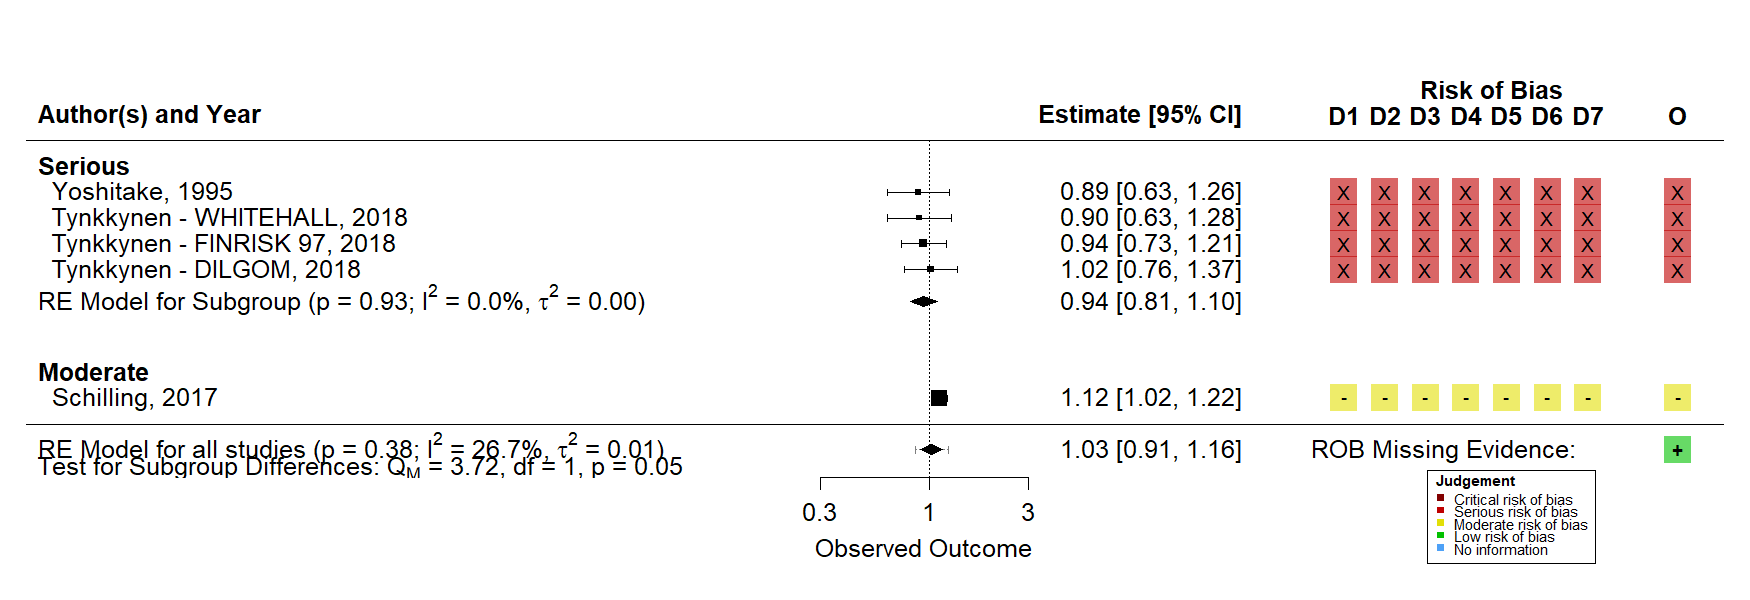 Risk of Bias
Author(s) and Year Estimate [95% CI] D1 D2 D3 D4 D5 D6 D7 O
Serious
Yoshitake, 1995 0.89 [0.63, 1.26] X X X X X X X X
Tynkkynen - WHITEHALL, 2018 0.90 [0.63, 1.28] X X X X X X X X
Tynkkynen - FINRISK 97, 2018 0.94 [0.73, 1.21] X X X X X X X X
Tynkkynen - DILGOM, 2018 1.02 [0.76, 1.37] X X X X X X X X
RE Model for Subgroup (p = 0.93; I² = 0.0%, τ² = 0.00) 0.94 [0.81, 1.10]
Moderate
Schilling, 2017 1.12 [1.02, 1.22] - - - - - - - -
RE Model for all studies (p = 0.38; I² = 26.7%, τ² = 0.01) 1.03 [0.91, 1.16] ROB Missing Evidence: +
Test for Subgroup Differences: Q_M = 3.72, df = 1, p = 0.05
0.3 1 3
Observed Outcome
Judgement
Critical risk of bias
Serious risk of bias
Moderate risk of bias
Low risk of bias
No information